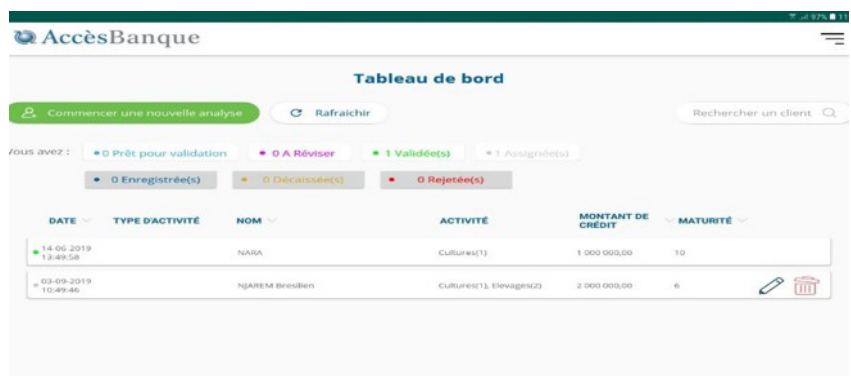 97% 11
AccèsBanque
Tableau de bord
Commencer une nouvelle analyse Rafraichir Rechercher un client
Vous avez : 0 Prêt pour validation 0 A Réviser 1 Validée(s) 1 Assignée(s)
0 Enregistrée(s) 0 Décaissée(s) 0 Rejetée(s)
DATE TYPE D'ACTIVITÉ NOM ACTIVITÉ MONTANT DE CRÉDIT MATURITÉ
14-06-2019
13:49:58 NARA Cultures(1) 1 000 000,00 10
03-09-2019
10:49:46 NJAREM Bresilien Cultures(1), Elevages(2) 2 000 000,00 6